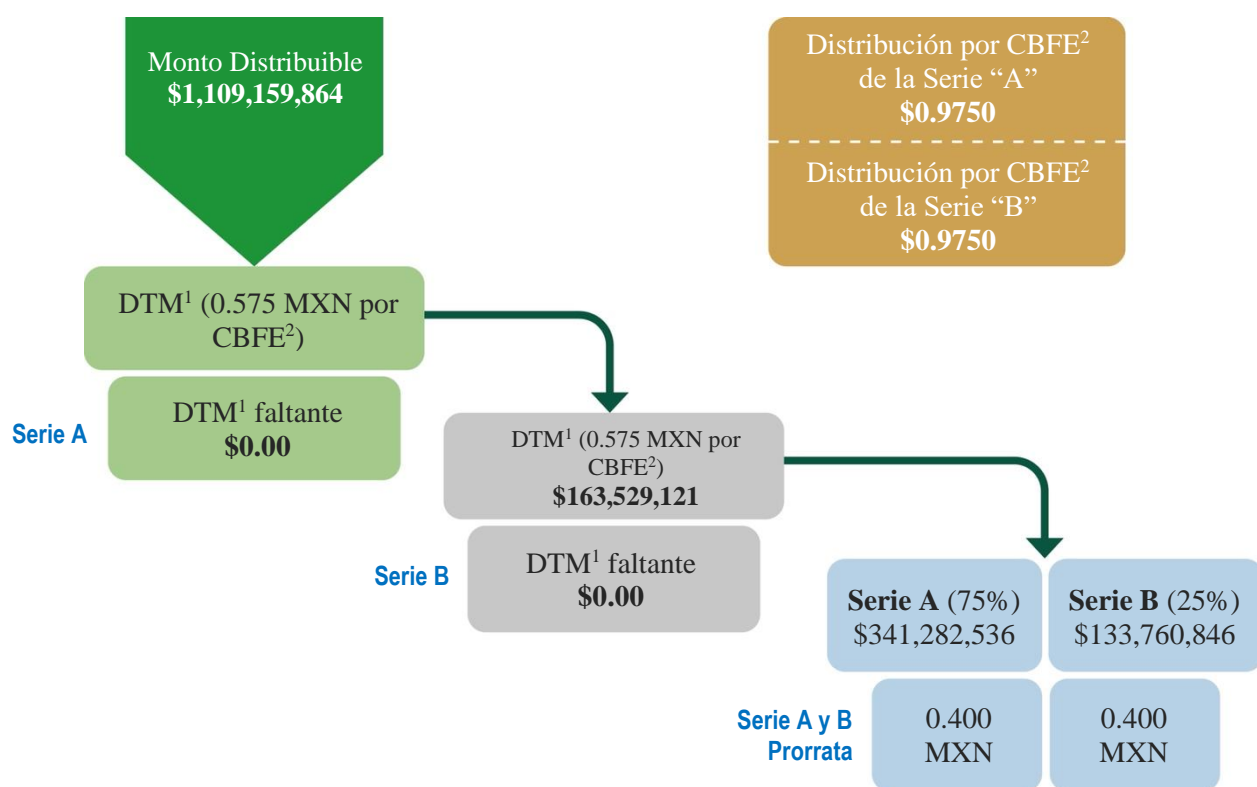 Monto Distribuible
$1,109,159,864
Distribución por CBFE²
de la Serie “A”
$0.9750
Distribución por CBFE²
de la Serie “B”
$0.9750
DTM¹ (0.575 MXN por
CBFE²)
Serie A
DTM¹ faltante
$0.00
DTM¹ (0.575 MXN por
CBFE²)
$163,529,121
Serie B
DTM¹ faltante
$0.00
Serie A (75%)
$341,282,536
Serie B (25%)
$133,760,846
Serie A y B
Prorrata
0.400
MXN
0.400
MXN